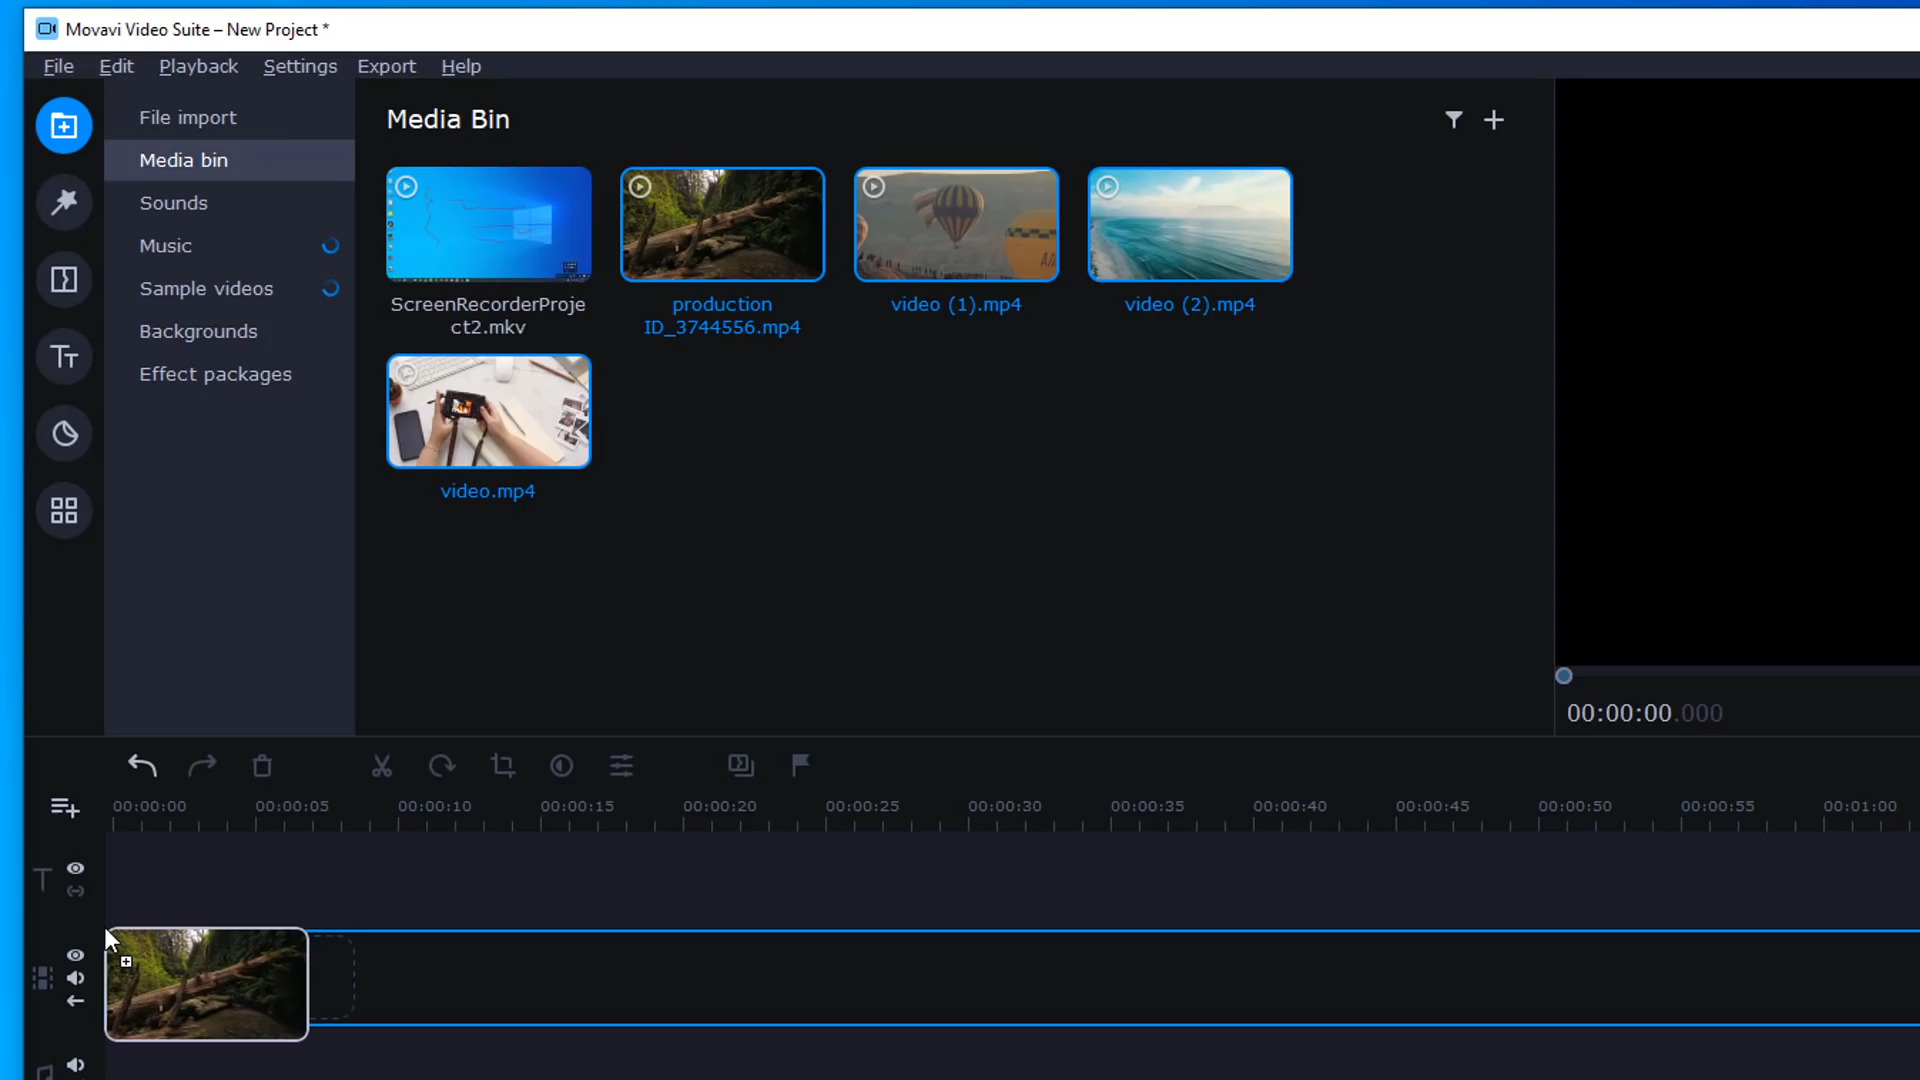 Movavi Video Suite – New Project *
File Edit Playback Settings Export Help
File import
Media bin
Sounds
Music
Sample videos
Backgrounds
Effect packages
Media Bin
ScreenRecorderProje
ct2.mkv
production
ID_3744556.mp4
video (1).mp4
video (2).mp4
video.mp4
00:00:00.000
00:00:00 00:00:05 00:00:10 00:00:15 00:00:20 00:00:25 00:00:30 00:00:35 00:00:40 00:00:45 00:00:50 00:00:55 00:01:00